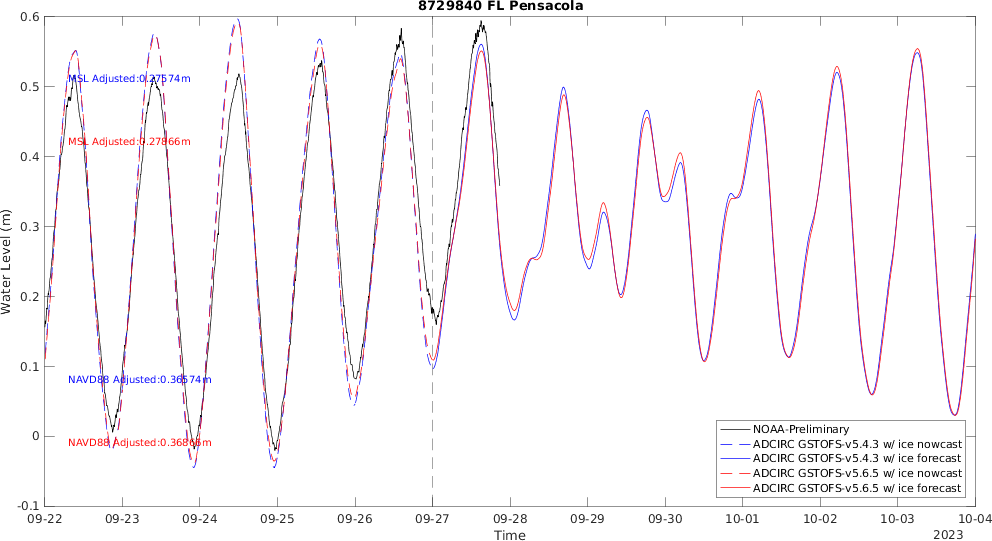 8729840 FL Pensacola
0.6
0.5
0.4
0.3
0.2
0.1
0
-0.1
Water Level (m)
MSL Adjusted:0.27574m
MSL Adjusted:0.27866m
NAVD88 Adjusted:0.36574m
NAVD88 Adjusted:0.36866m
NOAA-Preliminary
ADCIRC GSTOFS-v5.4.3 w/ ice nowcast
ADCIRC GSTOFS-v5.4.3 w/ ice forecast
ADCIRC GSTOFS-v5.6.5 w/ ice nowcast
ADCIRC GSTOFS-v5.6.5 w/ ice forecast
09-22 09-23 09-24 09-25 09-26 09-27 09-28 09-29 09-30 10-01 10-02 10-03 10-04
Time
2023